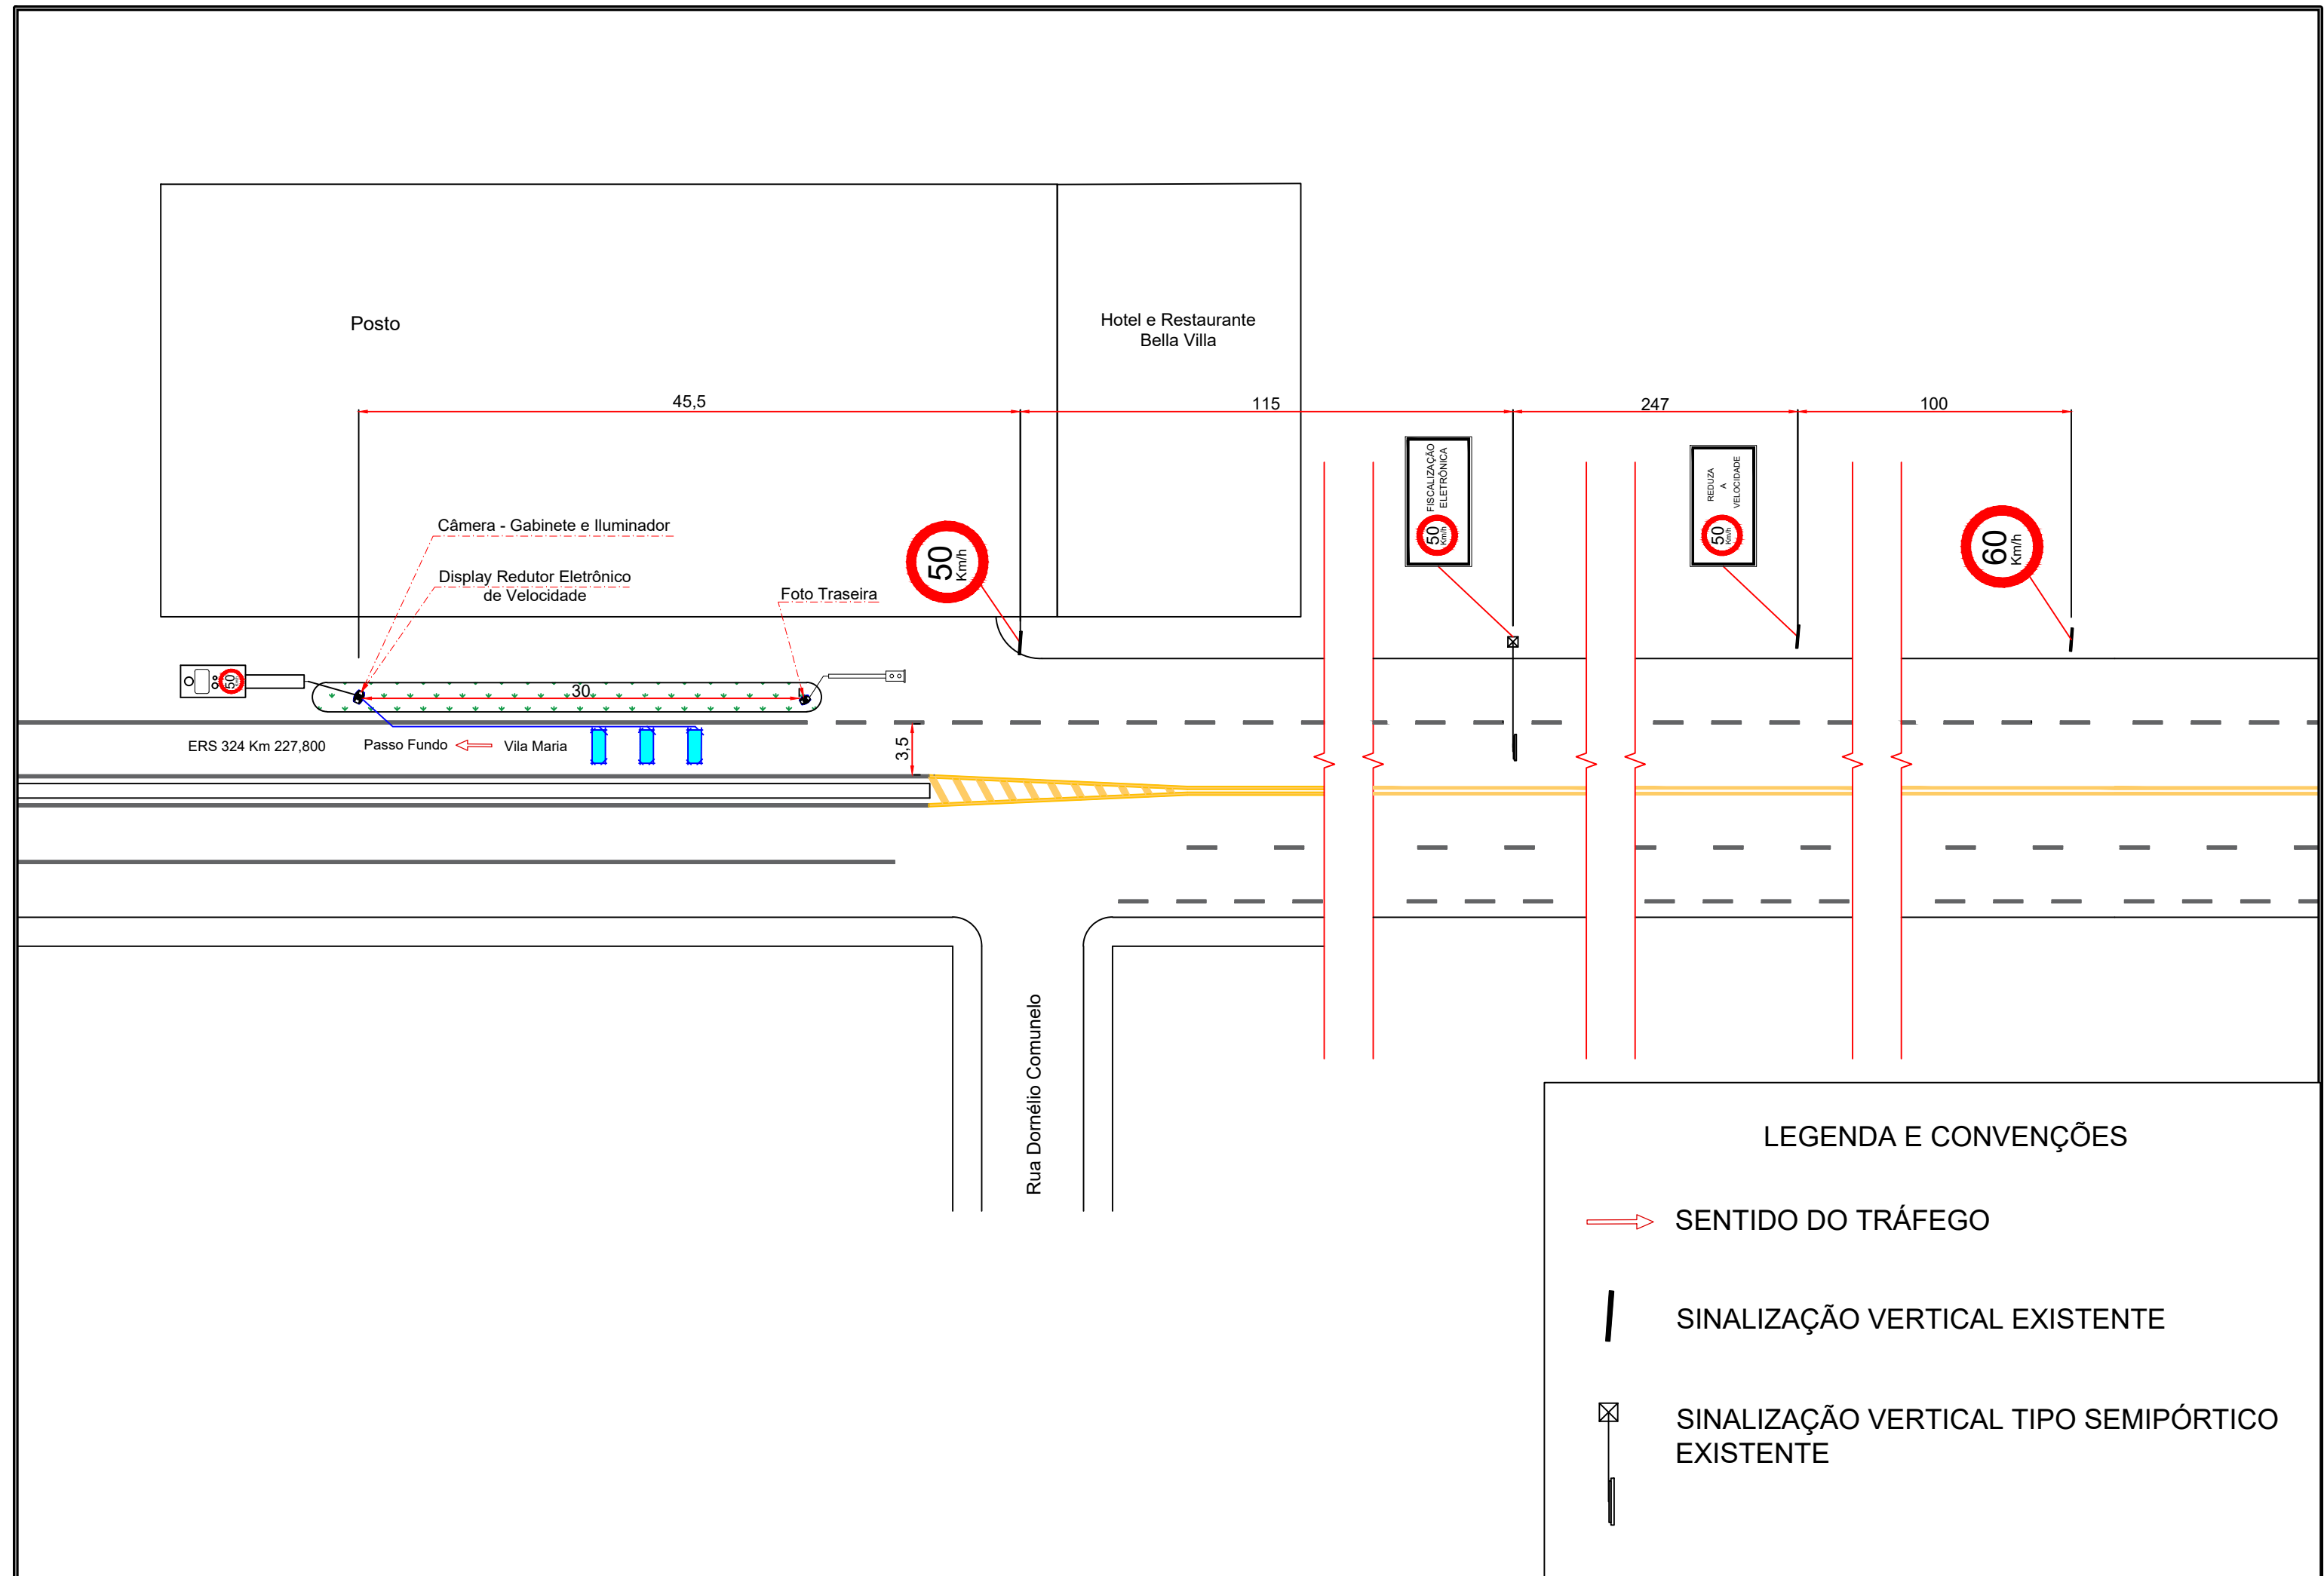 Posto
Hotel e Restaurante
Bella Villa
45,5
115
247
100
FISCALIZAÇÃO
ELETRÔNICA
50
Km/h
REDUZA
A
VELOCIDADE
50
Km/h
50
Km/h
60
Km/h
Câmera - Gabinete e Iluminador
Display Redutor Eletrônico
de Velocidade
Foto Traseira
50
30
3,5
ERS 324 Km 227,800
Passo Fundo
Vila Maria
Rua Dornélio Comunelo
LEGENDA E CONVENÇÕES
SENTIDO DO TRÁFEGO
SINALIZAÇÃO VERTICAL EXISTENTE
SINALIZAÇÃO VERTICAL TIPO SEMIPÓRTICO
EXISTENTE